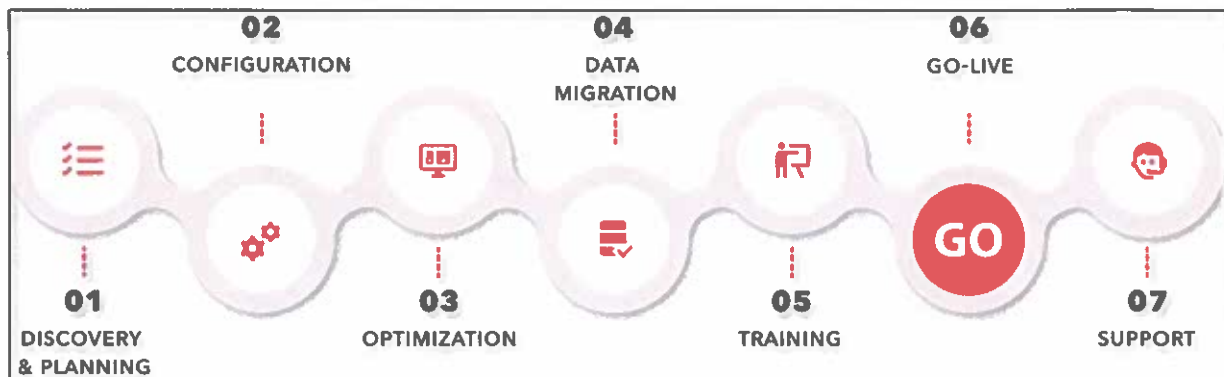 01
DISCOVERY
& PLANNING
02
CONFIGURATION
03
OPTIMIZATION
04
DATA
MIGRATION
05
TRAINING
06
GO-LIVE
GO
07
SUPPORT